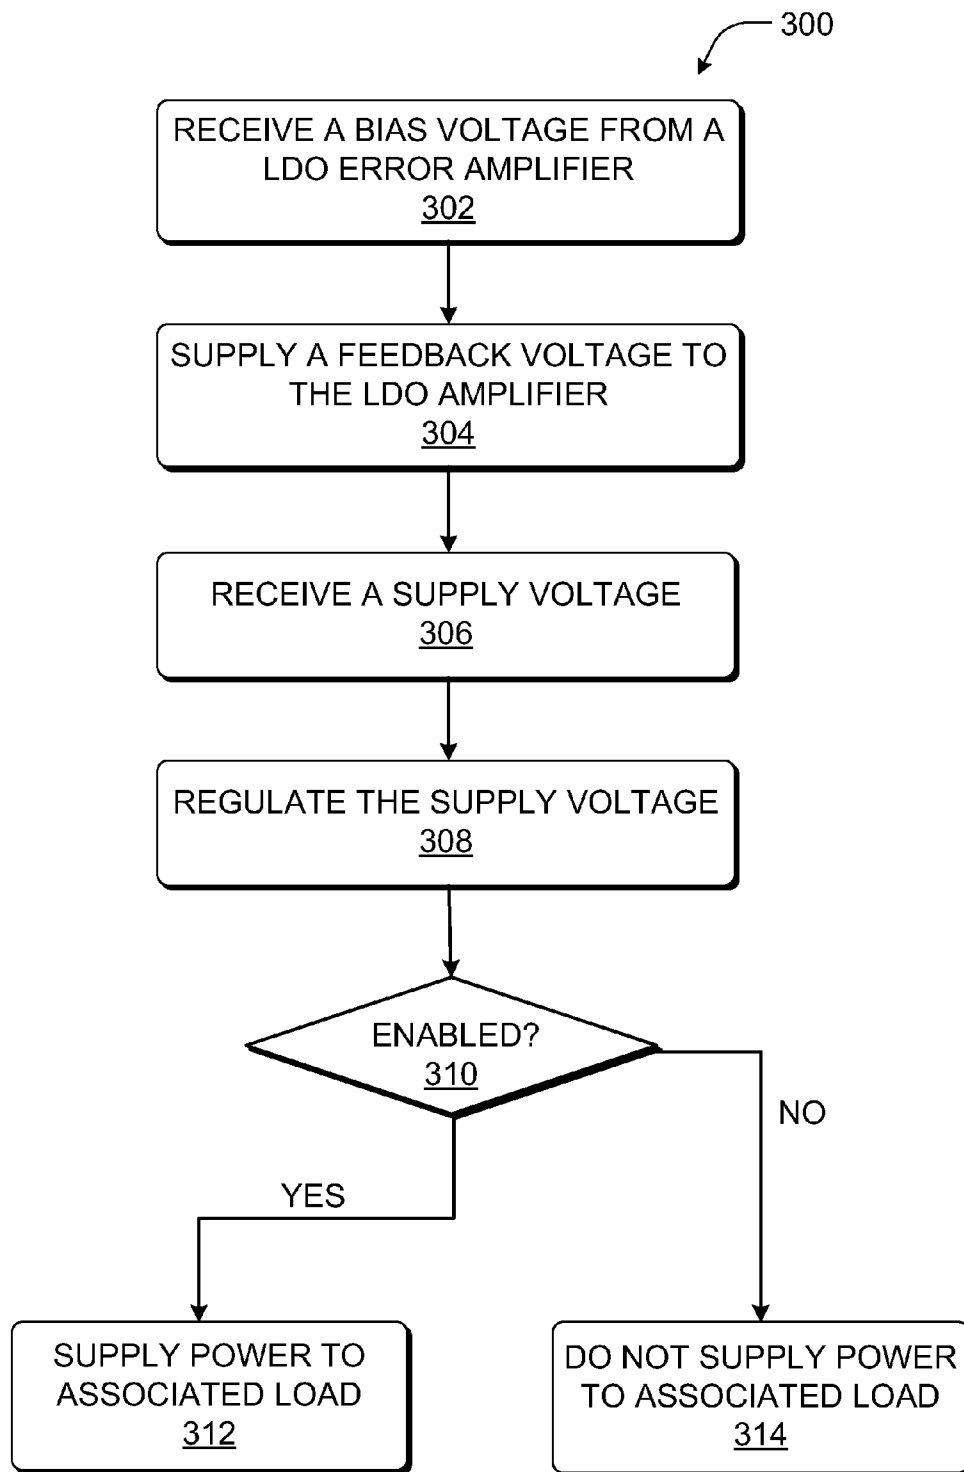 300
RECEIVE A BIAS VOLTAGE FROM A
LDO ERROR AMPLIFIER
302
SUPPLY A FEEDBACK VOLTAGE TO
THE LDO AMPLIFIER
304
RECEIVE A SUPPLY VOLTAGE
306
REGULATE THE SUPPLY VOLTAGE
308
ENABLED?
310
NO
YES
SUPPLY POWER TO
ASSOCIATED LOAD
312
DO NOT SUPPLY POWER
TO ASSOCIATED LOAD
314